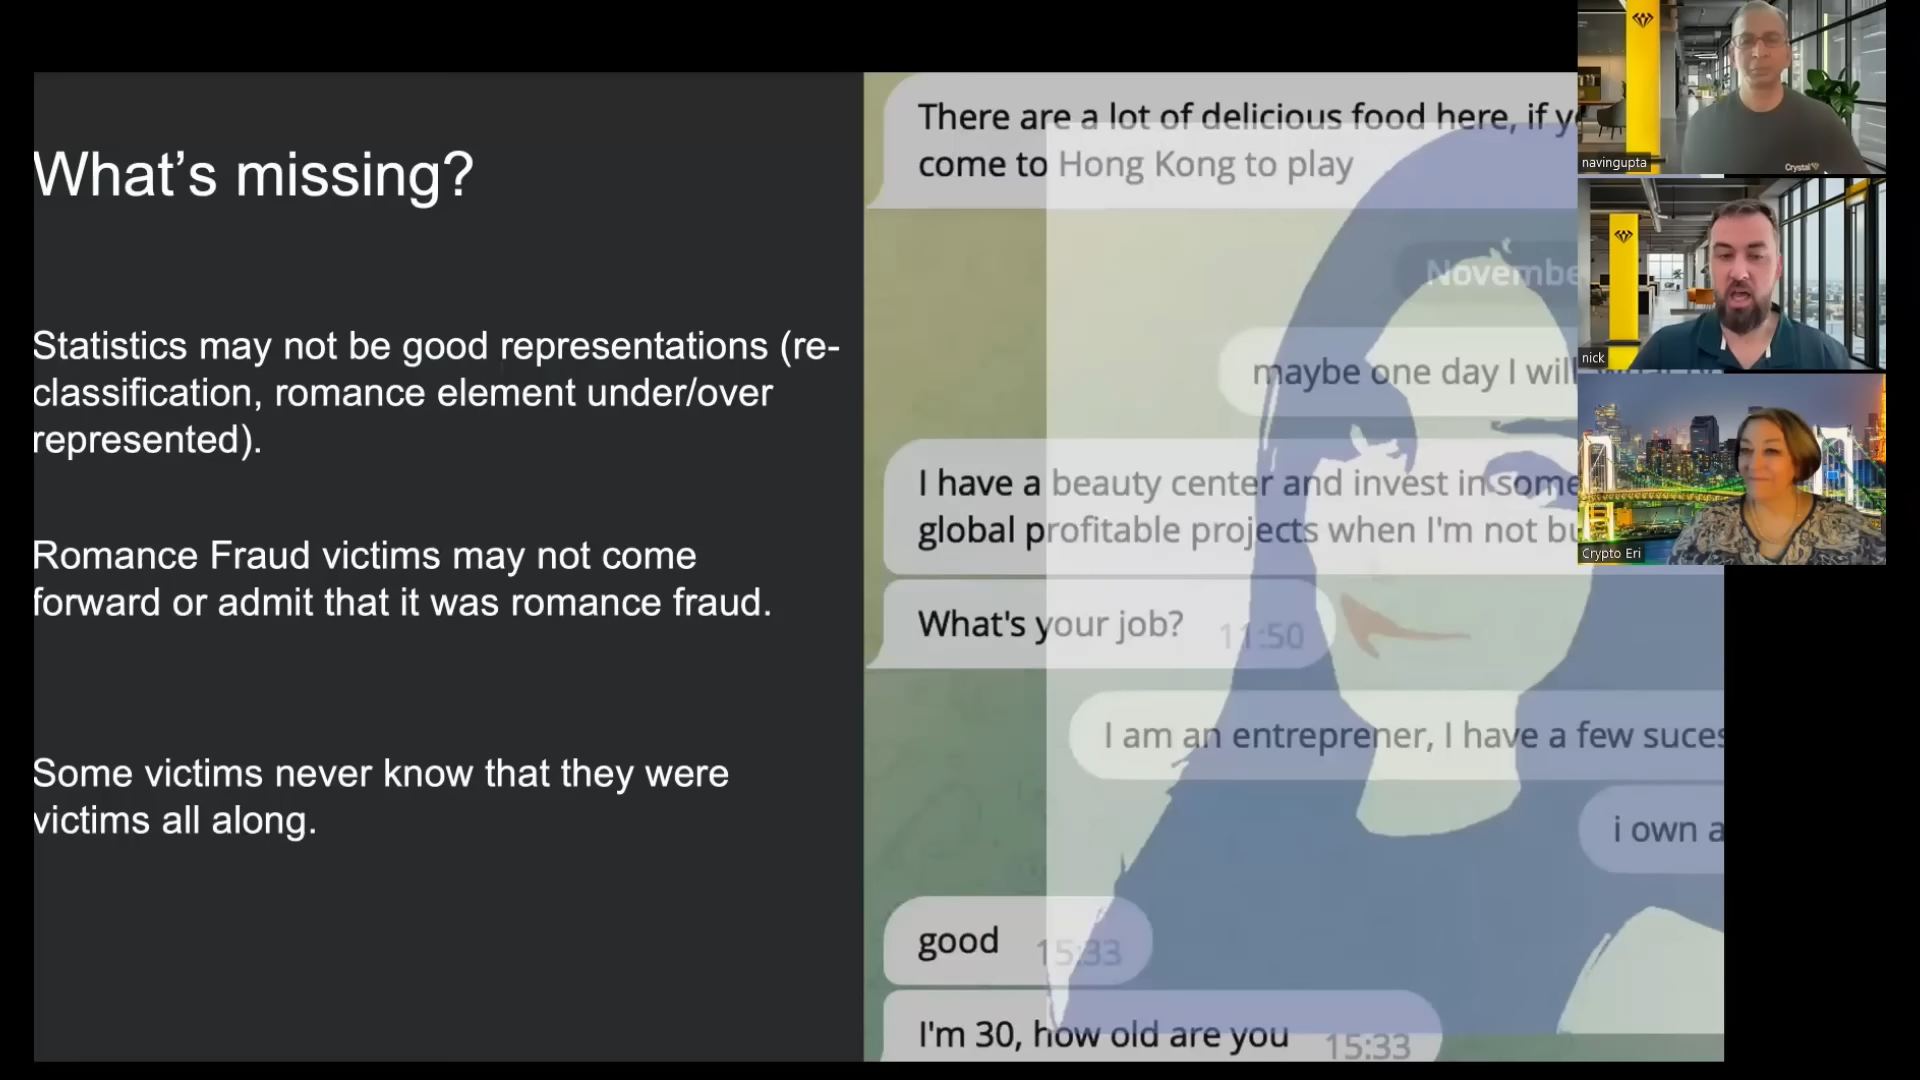 What's missing?
Statistics may not be good representations (re-
classification, romance element under/over
represented).
Romance Fraud victims may not come
forward or admit that it was romance fraud.
Some victims never know that they were
victims all along.
There are a lot of delicious food here, if
come to Hong Kong to play
maybe one day I will
I have a beauty center and invest in some
global profitable projects when I'm not
What's your job? 11:50
I am an entreprener, I have a few
i own a
good 15:33
I'm 30, how old are you 15:33
navingupta
Crystal
nick
Crypto Eri